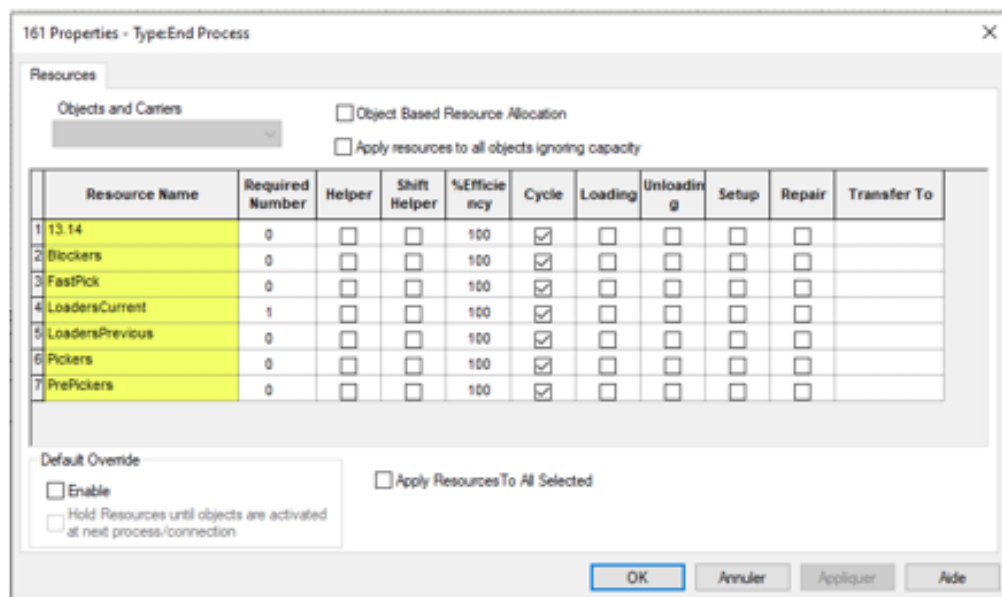 161 Properties - Type:End Process
Resources
Objects and Carriers
Object Based Resource Allocation
Apply resources to all objects ignoring capacity
Resource Name Required Number Helper Shift Helper %Efficie ncy Cycle Loading Unloadin g Setup Repair Transfer To
1 13.14 0 100
2 Blockers 0 100
3 FastPick 0 100
4 LoadersCurrent 1 100
5 LoadersPrevious 0 100
6 Pickers 0 100
7 PrePickers 0 100
Default Override
Enable
Apply ResourcesTo All Selected
Hold Resources until objects are activated
at next process/connection
OK Annuler Appliquer Aide